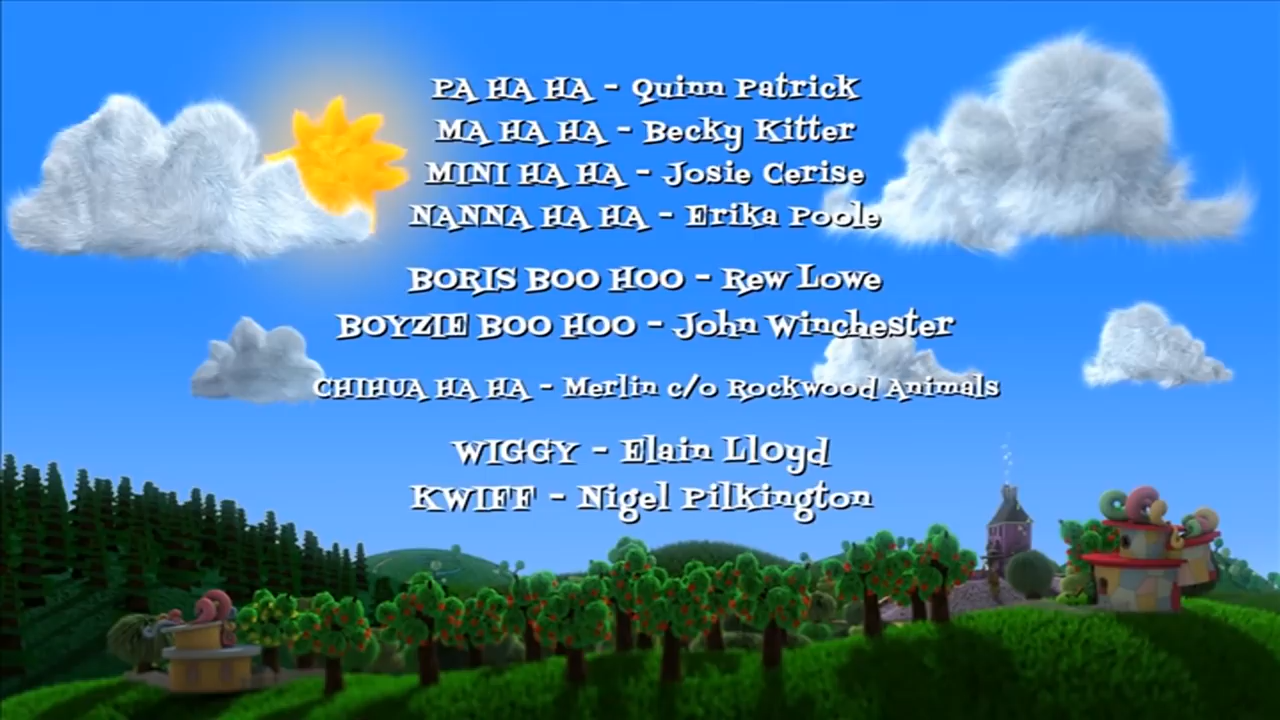 PA HA HA - Quinn Patrick
MA HA HA - Becky Kitter
MINI HA HA - Josie Cerise
NANNA HA HA - Erika Poole
BORIS BOO HOO - Rew Lowe
BOYZIE BOO HOO - John Winchester
CHIHUA HA HA - Merlin c/o Rockwood Animals
WIGGY - Elain Lloyd
KWIFF - Nigel Pilkington